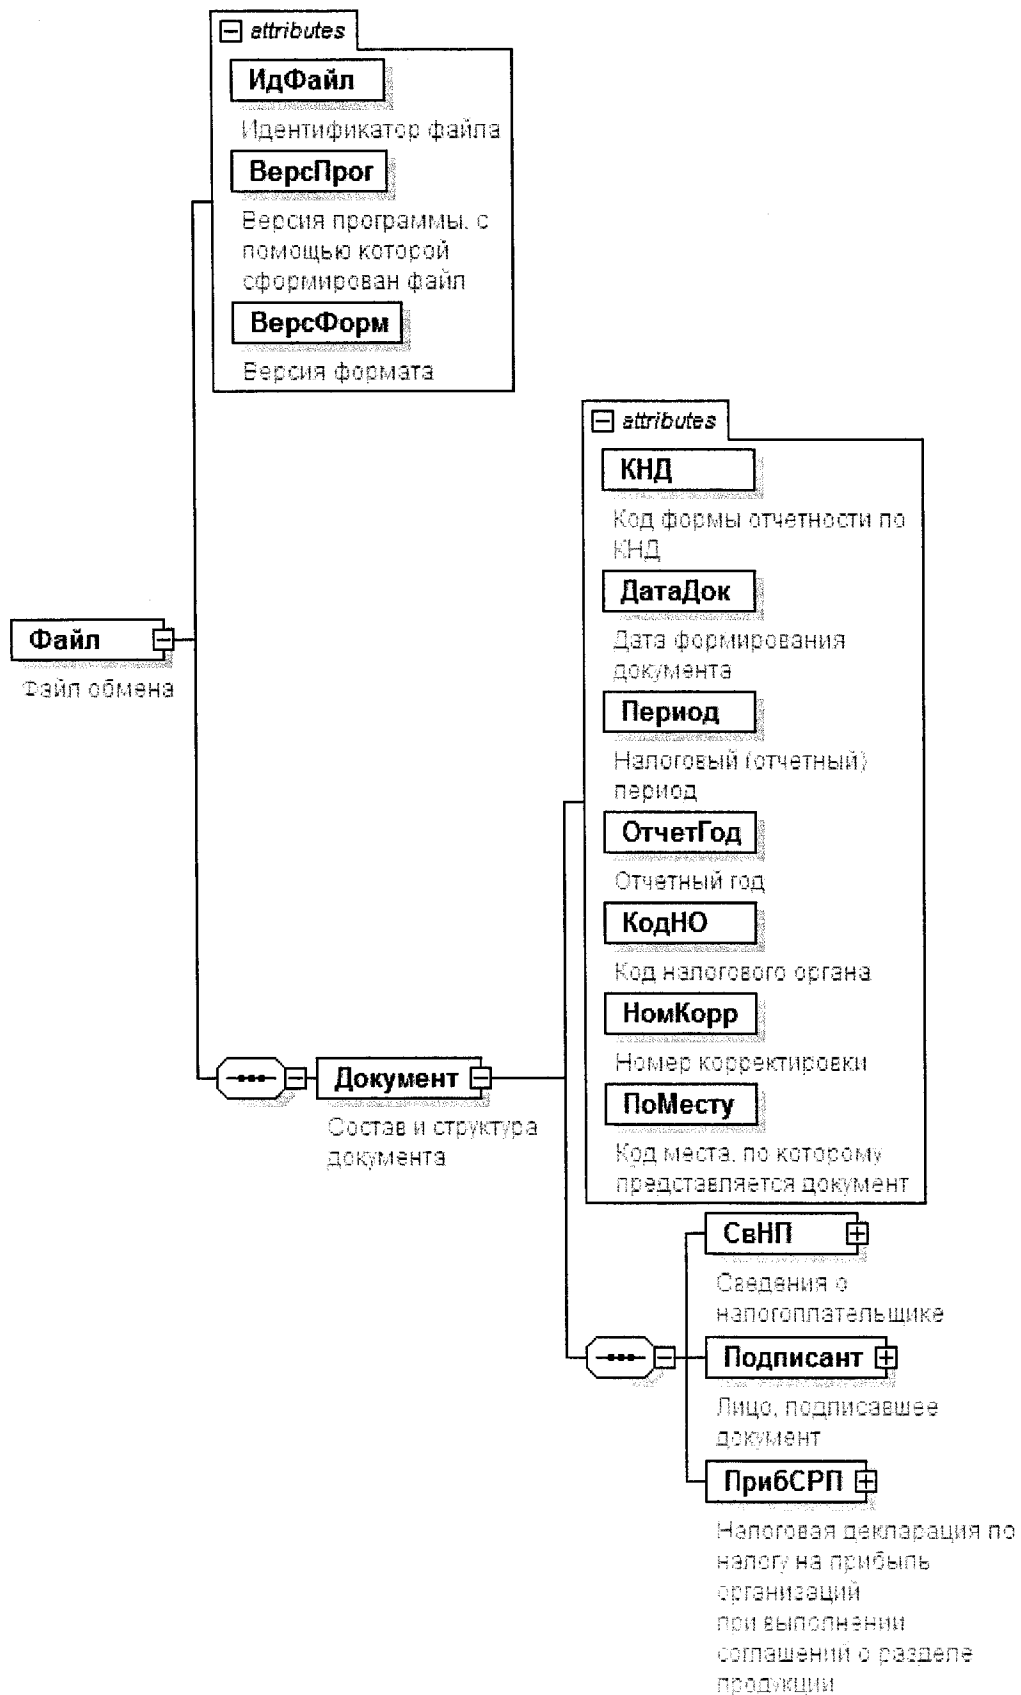 attributes
ИдФайл
Идентификатор файла
ВерсПрог
Версия программы, с
помощью которой
сформирован файл
ВерсФорм
Версия формата
attributes
КНД
Код формы отчетности по
КНД
ДатаДок
Дата формирования
документа
Файл
Файл обмена
Период
Налоговый (отчетный)
период
ОтчетГод
Отчетный год
КодНО
Код налогового органа
НомКорр
Номер корректировки
Документ
Состав и структура
документа
ПоМесту
Код места, по которому
представляется документ
СвНП
Сведения о
налогоплательщике
Подписант
Лицо, подписавшее
документ
ПрибСРП
Налоговая декларация по
налогу на прибыль
организаций
при выполнении
соглашений о разделе
продукции